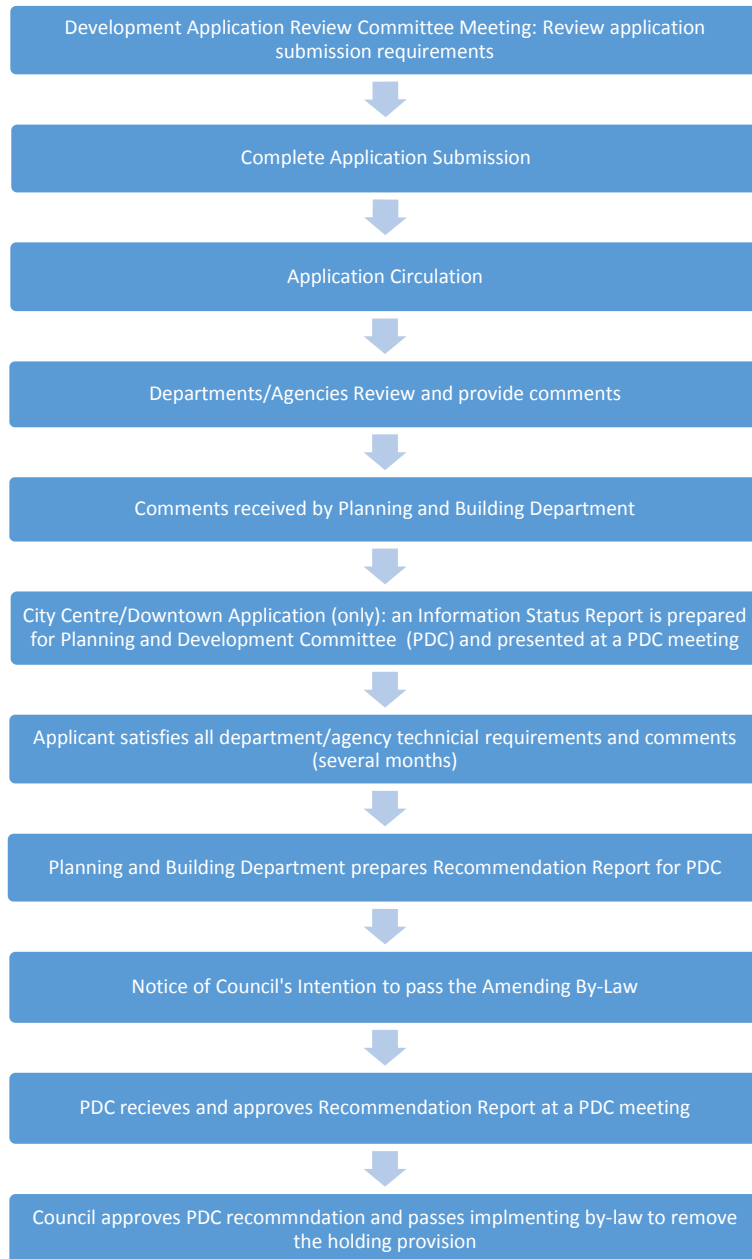 Development Application Review Committee Meeting: Review application
submission requirements
Complete Application Submission
Application Circulation
Departments/Agencies Review and provide comments
Comments received by Planning and Building Department
City Centre/Downtown Application (only): an Information Status Report is prepared
for Planning and Development Committee (PDC) and presented at a PDC meeting
Applicant satisfies all department/agency technicial requirements and comments
(several months)
Planning and Building Department prepares Recommendation Report for PDC
Notice of Council's Intention to pass the Amending By-Law
PDC recieves and approves Recommendation Report at a PDC meeting
Council approves PDC recommndation and passes implmenting by-law to remove
the holding provision